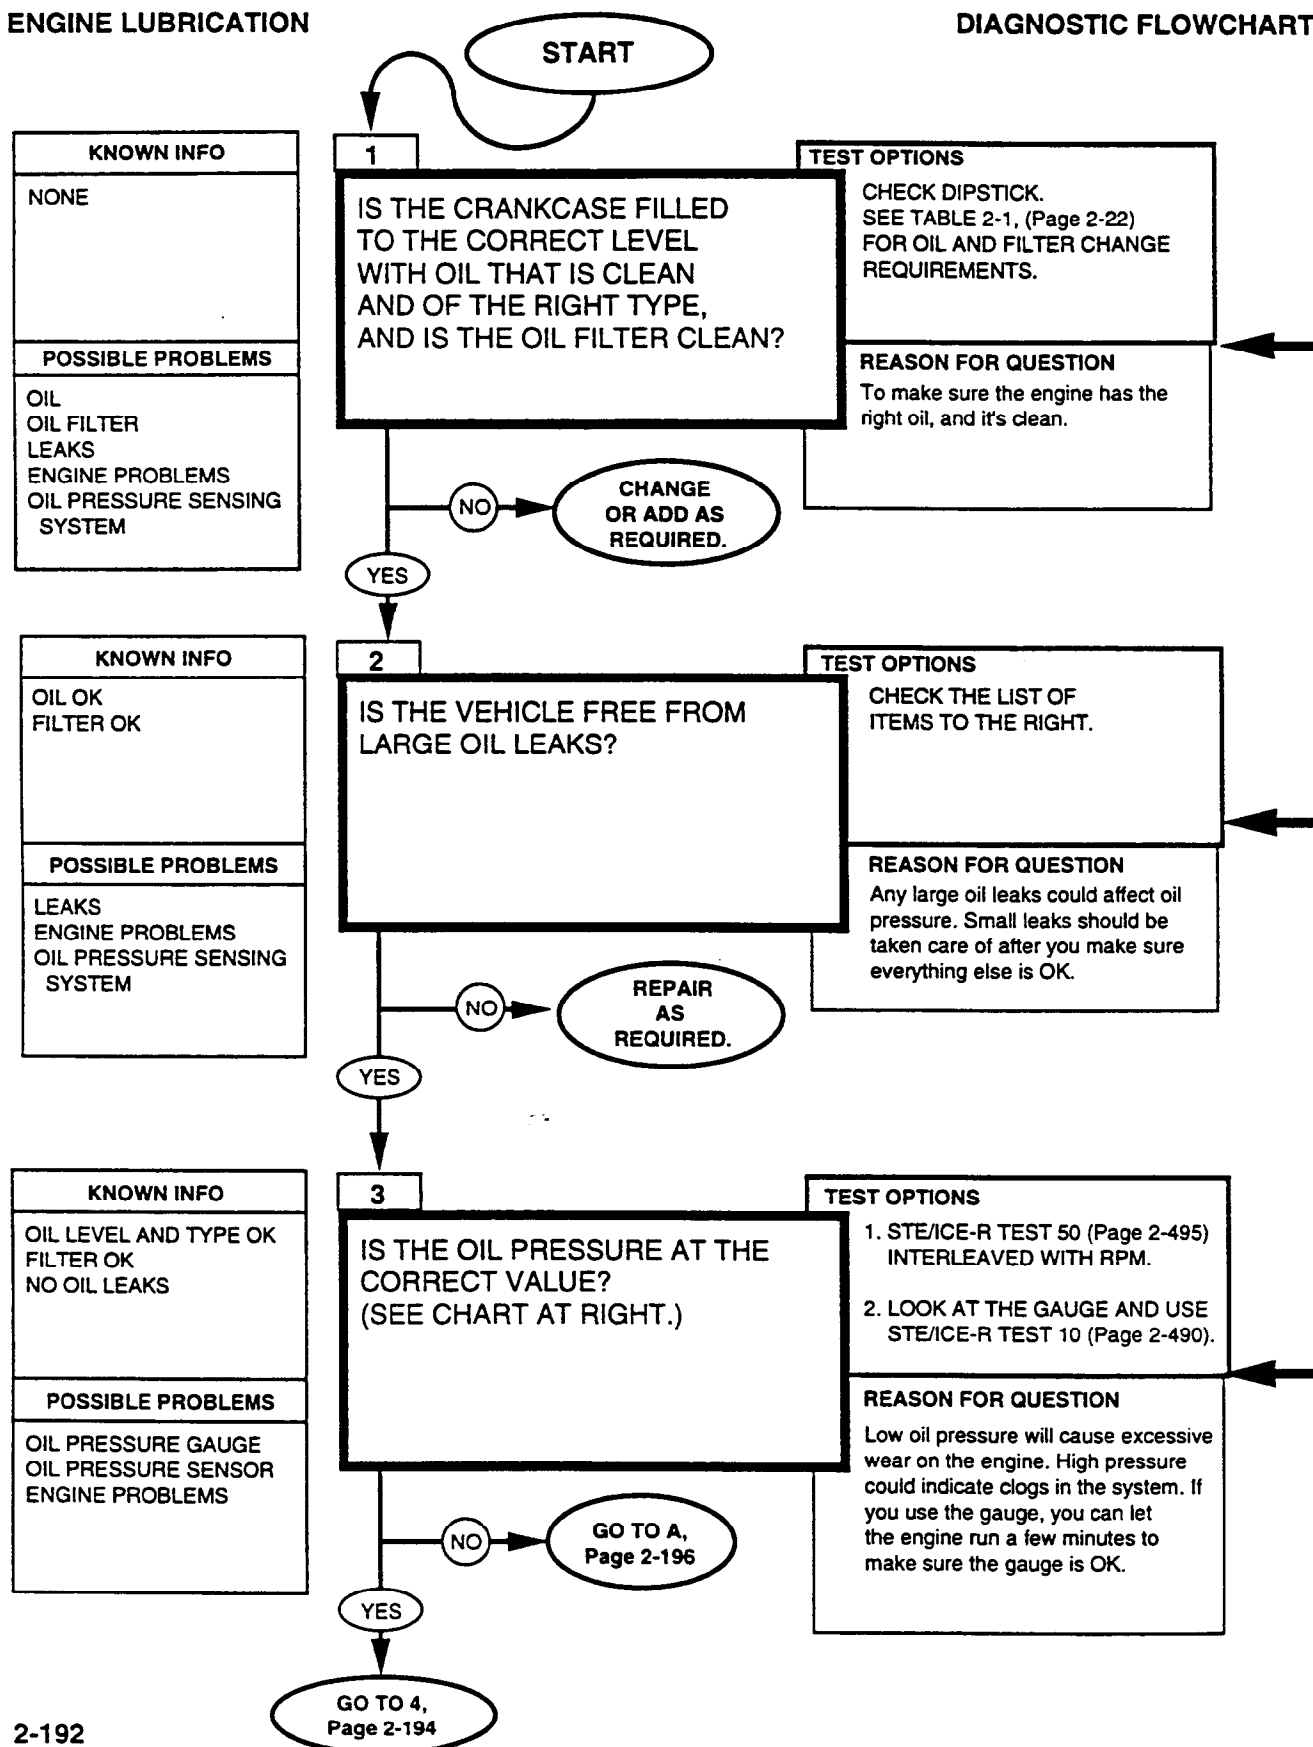 ENGINE LUBRICATION
DIAGNOSTIC FLOWCHART
START
KNOWN INFO
NONE
POSSIBLE PROBLEMS
OIL
OIL FILTER
LEAKS
ENGINE PROBLEMS
OIL PRESSURE SENSING
SYSTEM
1
IS THE CRANKCASE FILLED
TO THE CORRECT LEVEL
WITH OIL THAT IS CLEAN
AND OF THE RIGHT TYPE,
AND IS THE OIL FILTER CLEAN?
TEST OPTIONS
CHECK DIPSTICK.
SEE TABLE 2-1, (Page 2-22)
FOR OIL AND FILTER CHANGE
REQUIREMENTS.
REASON FOR QUESTION
To make sure the engine has the
right oil, and it's clean.
NO
CHANGE
OR ADD AS
REQUIRED.
YES
KNOWN INFO
OIL OK
FILTER OK
POSSIBLE PROBLEMS
LEAKS
ENGINE PROBLEMS
OIL PRESSURE SENSING
SYSTEM
2
IS THE VEHICLE FREE FROM
LARGE OIL LEAKS?
TEST OPTIONS
CHECK THE LIST OF
ITEMS TO THE RIGHT.
REASON FOR QUESTION
Any large oil leaks could affect oil
pressure. Small leaks should be
taken care of after you make sure
everything else is OK.
NO
REPAIR
AS
REQUIRED.
YES
KNOWN INFO
OIL LEVEL AND TYPE OK
FILTER OK
NO OIL LEAKS
POSSIBLE PROBLEMS
OIL PRESSURE GAUGE
OIL PRESSURE SENSOR
ENGINE PROBLEMS
3
IS THE OIL PRESSURE AT THE
CORRECT VALUE?
(SEE CHART AT RIGHT.)
TEST OPTIONS
1. STE/ICE-R TEST 50 (Page 2-495)
INTERLEAVED WITH RPM.
2. LOOK AT THE GAUGE AND USE
STE/ICE-R TEST 10 (Page 2-490).
REASON FOR QUESTION
Low oil pressure will cause excessive
wear on the engine. High pressure
could indicate clogs in the system. If
you use the gauge, you can let
the engine run a few minutes to
make sure the gauge is OK.
NO
GO TO A,
Page 2-196
YES
GO TO 4,
Page 2-194
2-192